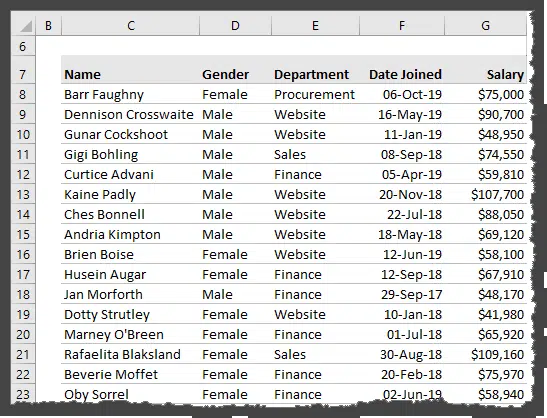 B C D E F G
6
7 Name Gender Department Date Joined Salary
8 Barr Faughny Female Procurement 06-Oct-19 $75,000
9 Dennison Crosswaite Male Website 16-May-19 $90,700
10 Gunar Cockshoot Male Website 11-Jan-19 $48,950
11 Gigi Bohling Male Sales 08-Sep-18 $74,550
12 Curtice Advani Male Finance 05-Apr-19 $59,810
13 Kaine Padly Male Website 20-Nov-18 $107,700
14 Ches Bonnell Male Website 22-Jul-18 $88,050
15 Andria Kimpton Male Website 18-May-18 $69,120
16 Brien Boise Female Website 12-Jun-19 $58,100
17 Husein Augar Female Finance 12-Sep-18 $67,910
18 Jan Morforth Male Finance 29-Sep-17 $48,170
19 Dotty Strutley Female Website 10-Jan-18 $41,980
20 Marney O'Breen Female Finance 01-Jul-18 $65,920
21 Rafaelita Blaksland Female Sales 30-Aug-18 $109,160
22 Beverie Moffet Female Finance 20-Feb-18 $75,970
23 Oby Sorrel Female Finance 02-Jun-19 $58,940